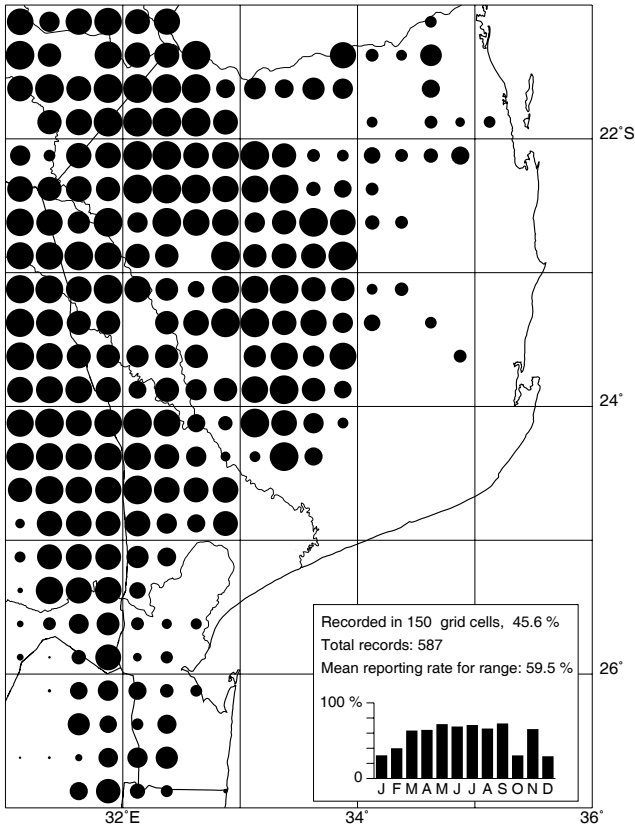 22˚S
24˚
Recorded in 150 grid cells, 45.6 %
Total records: 587
Mean reporting rate for range: 59.5 %
26˚
100 %
0
J F M A M J J A S O N D
32˚E
34˚
36˚